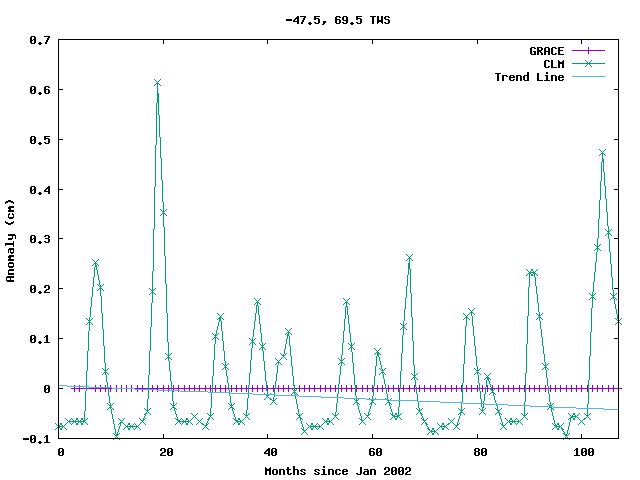 -47.5, 69.5 TWS
0.7
0.6
0.5
0.4
0.3
0.2
0.1
0
-0.1
Anomaly (cm)
GRACE
CLM
Trend Line
0 20 40 60 80 100
Months since Jan 2002